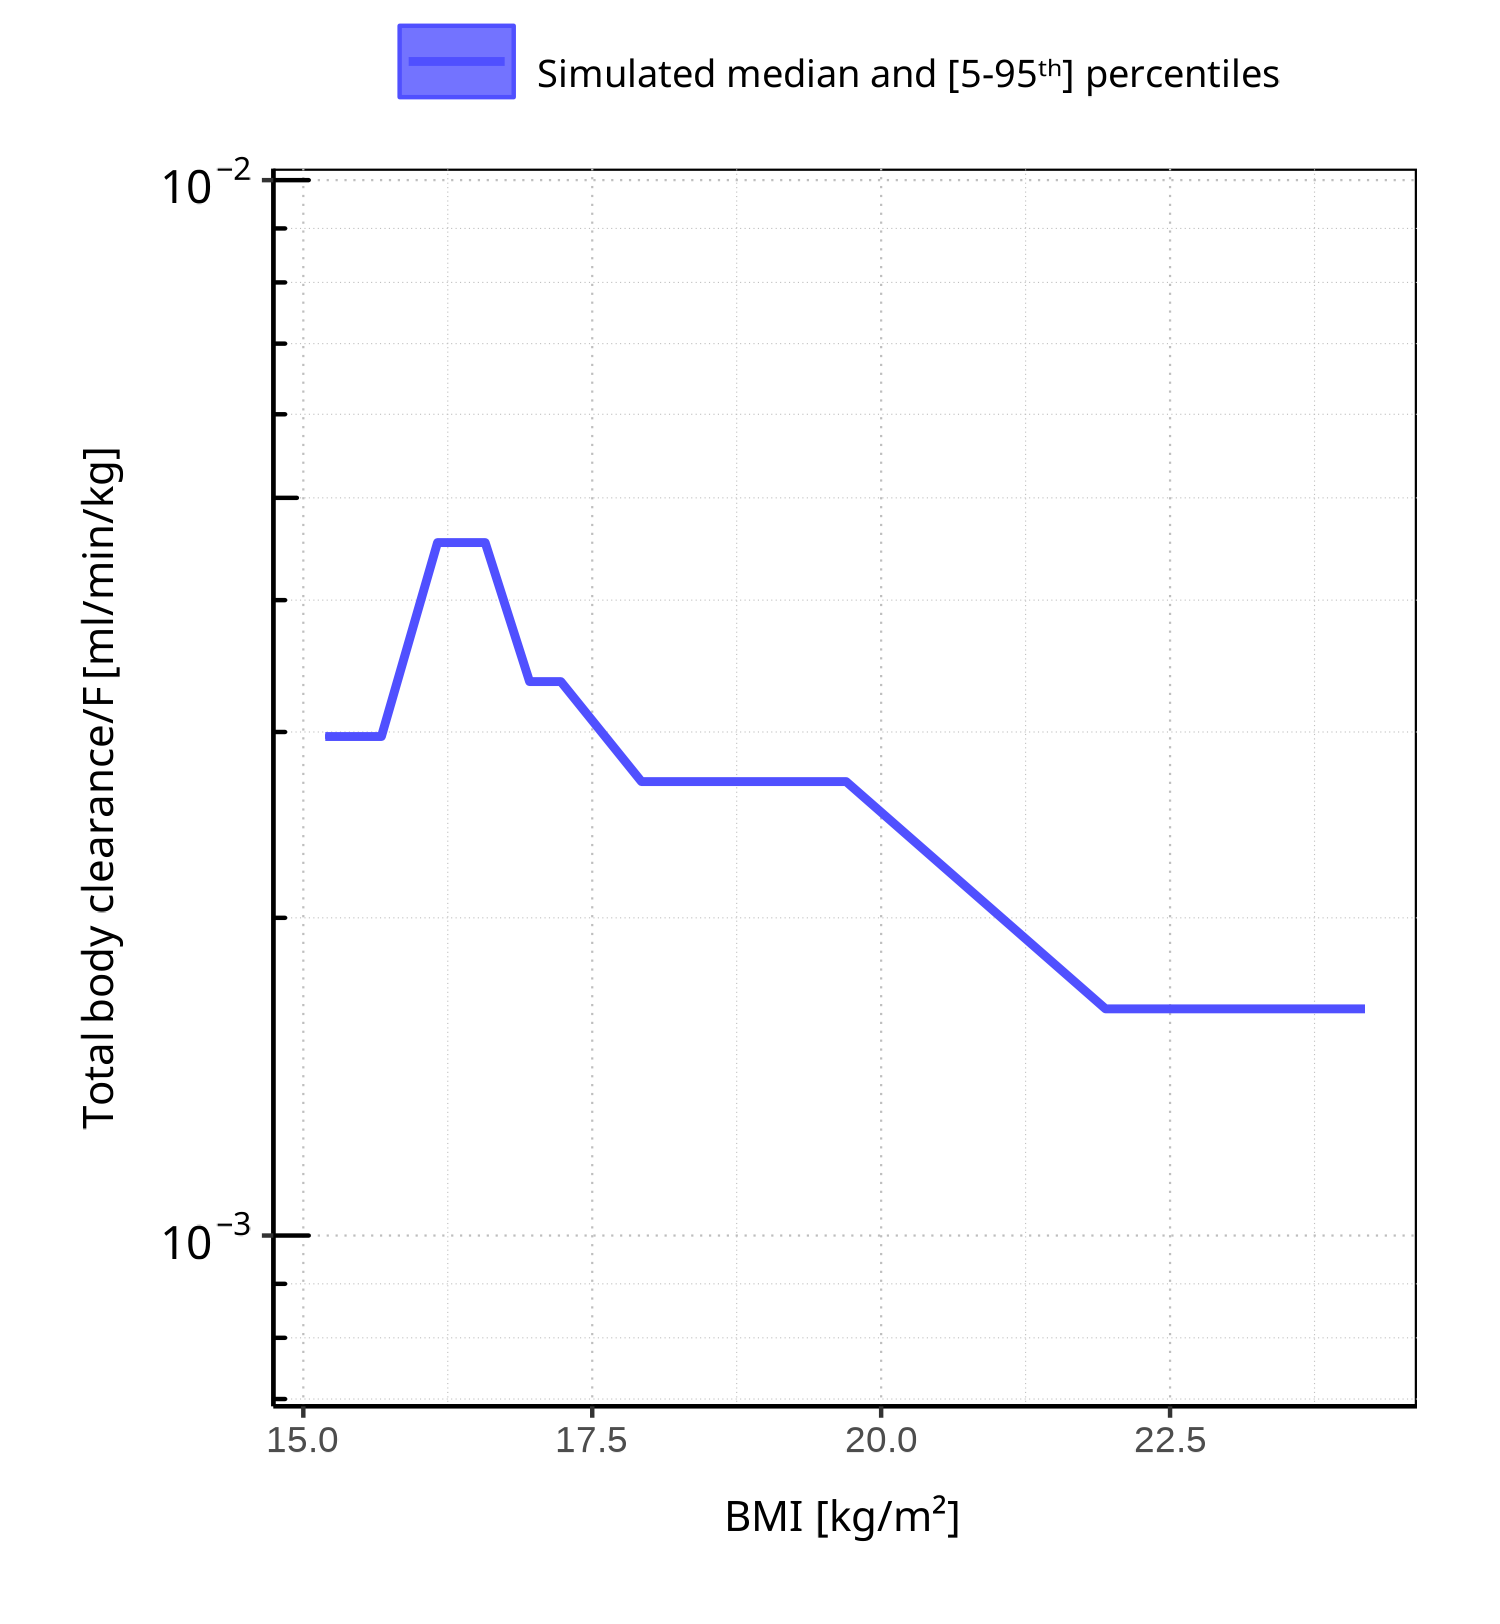 Simulated median and [5-95ᵗʰ] percentiles
10⁻²
Total body clearance/F [ml/min/kg]
10⁻³
15.0 17.5 20.0 22.5
BMI [kg/m²]